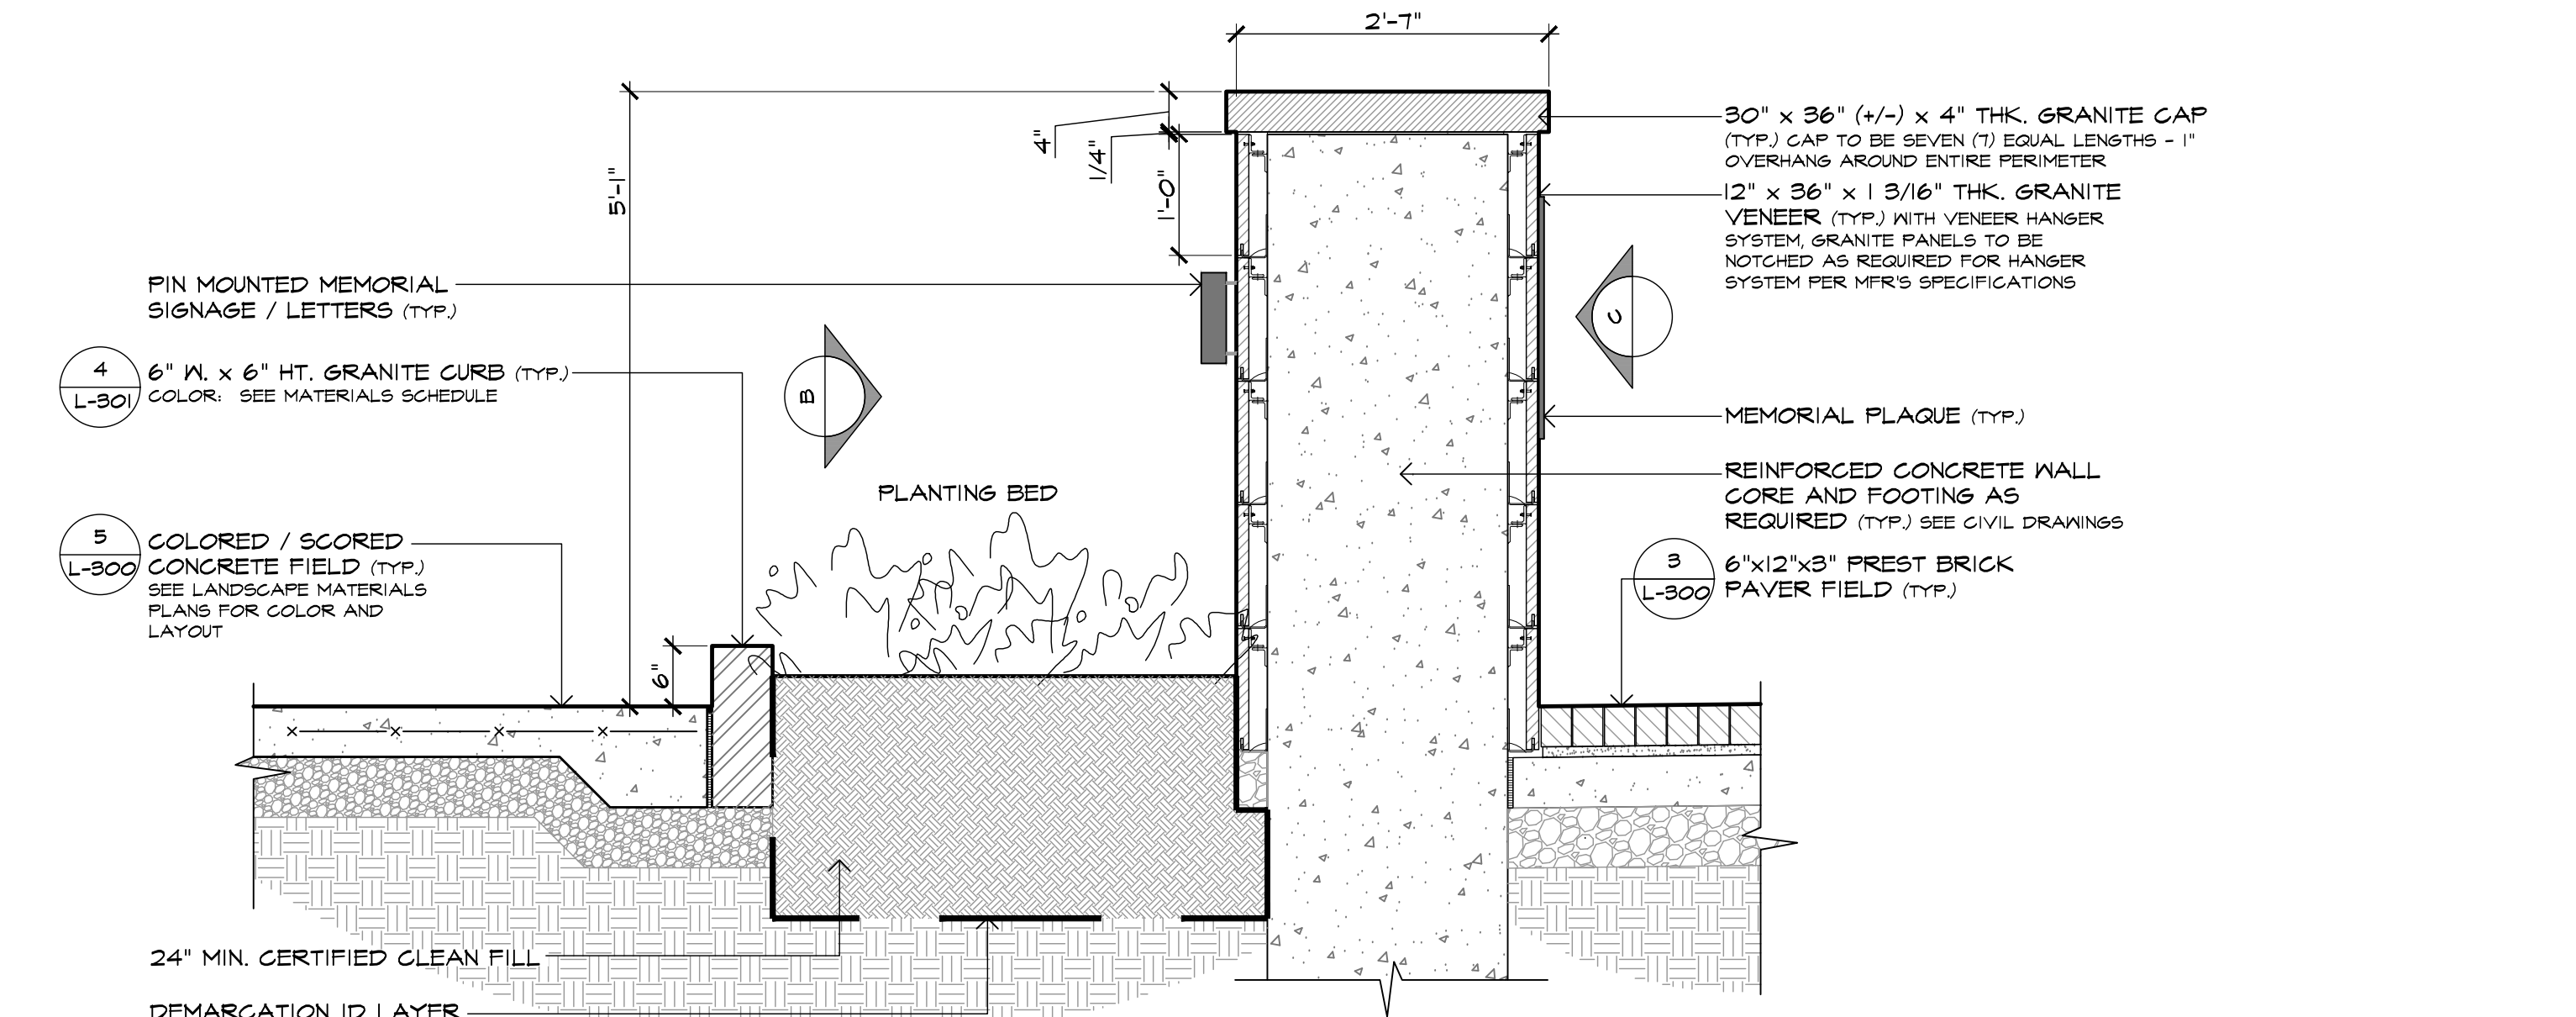 2'-7"
5'-1"
4"
1/4"
1'-0"
30" x 36" (+/-) x 4" THK. GRANITE CAP
(TYP.) CAP TO BE SEVEN (7) EQUAL LENGTHS - 1"
OVERHANG AROUND ENTIRE PERIMETER
12" x 36" x 1 3/16" THK. GRANITE
VENEER (TYP.) WITH VENEER HANGER
SYSTEM, GRANITE PANELS TO BE
NOTCHED AS REQUIRED FOR HANGER
SYSTEM PER MFR'S SPECIFICATIONS
PIN MOUNTED MEMORIAL
SIGNAGE / LETTERS (TYP.)
C
4
L-301
6" W. x 6" HT. GRANITE CURB (TYP.)
COLOR: SEE MATERIALS SCHEDULE
B
MEMORIAL PLAQUE (TYP.)
REINFORCED CONCRETE WALL
CORE AND FOOTING AS
REQUIRED (TYP.) SEE CIVIL DRAWINGS
PLANTING BED
5
L-300
COLORED / SCORED
CONCRETE FIELD (TYP.)
SEE LANDSCAPE MATERIALS
PLANS FOR COLOR AND
LAYOUT
3
L-300
6"x12"x3" PREST BRICK
PAVER FIELD (TYP.)
6"
24" MIN. CERTIFIED CLEAN FILL
DEMARCATION ID LAYER